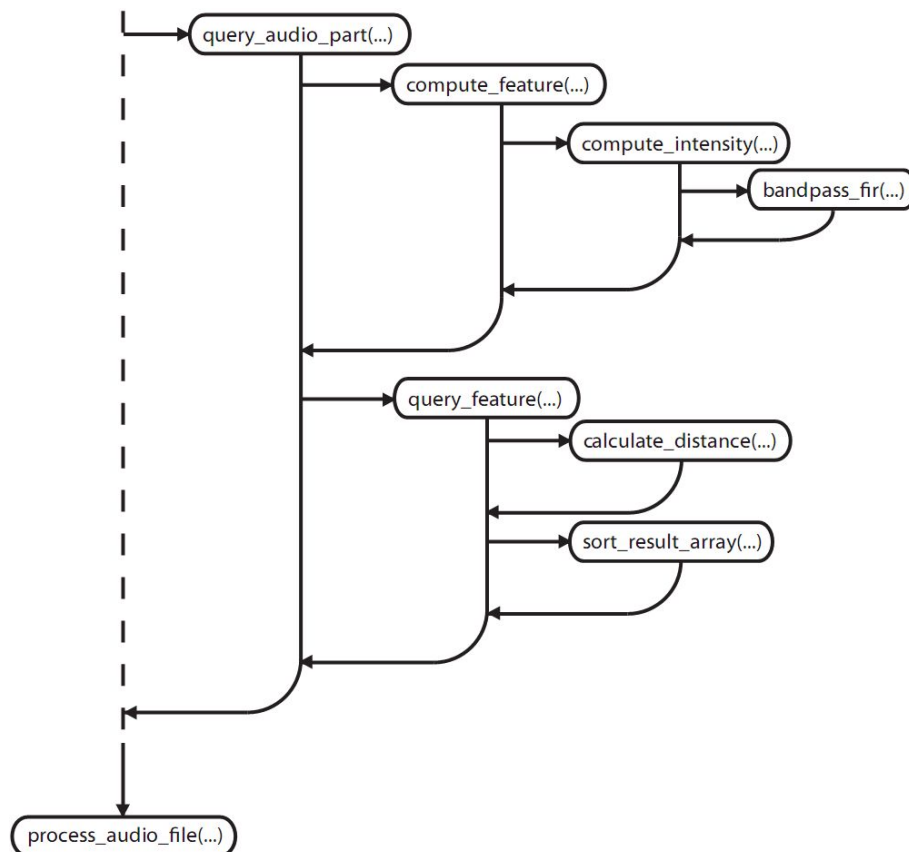 query_audio_part(...)
compute_feature(...)
compute_intensity(...)
bandpass_fir(...)
query_feature(...)
calculate_distance(...)
sort_result_array(...)
process_audio_file(...)